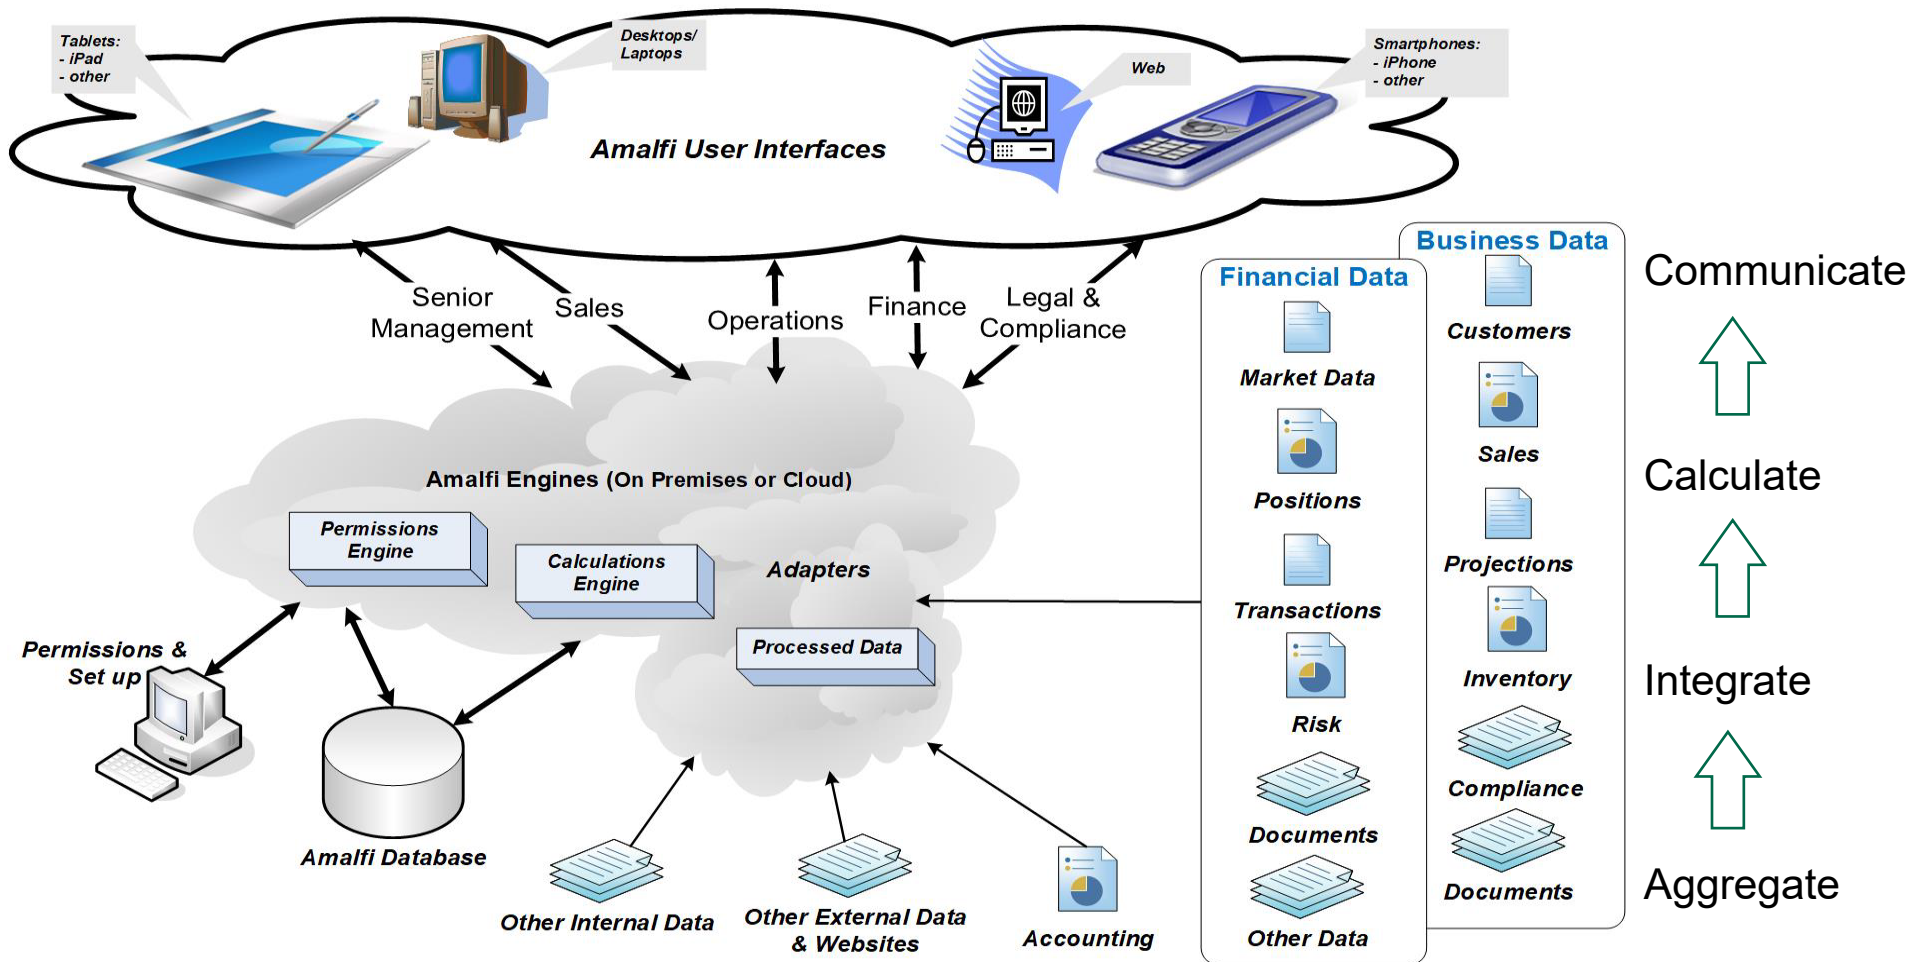 Tablets:
- iPad
- other
Desktops/
Laptops
Web
Smartphones:
- iPhone
- other
Amalfi User Interfaces
Senior
Management
Sales
Operations
Finance
Legal &
Compliance
Amalfi Engines (On Premises or Cloud)
Permissions
Engine
Calculations
Engine
Adapters
Processed Data
Permissions &
Set up
Amalfi Database
Other Internal Data
Other External Data
& Websites
Accounting
Financial Data
Market Data
Positions
Transactions
Risk
Documents
Other Data
Business Data
Customers
Sales
Projections
Inventory
Compliance
Documents
Communicate
Calculate
Integrate
Aggregate